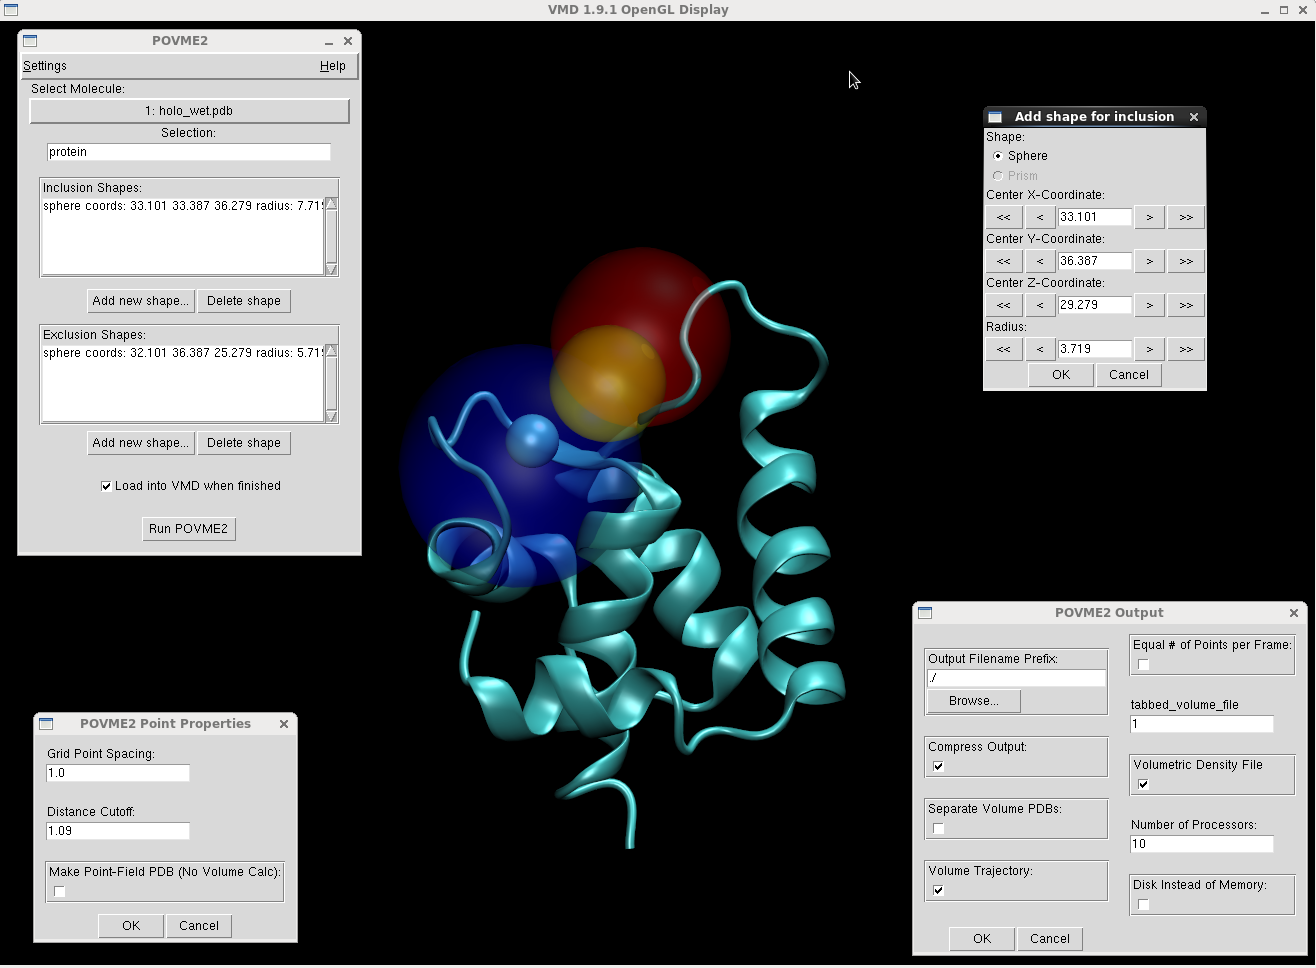 VMD 1.9.1 OpenGL Display
POVME2
Settings Help
Select Molecule:
1: holo_wet.pdb
Selection:
protein
Inclusion Shapes:
sphere coords: 33.101 33.387 36.279 radius: 7.719
Add new shape... Delete shape
Exclusion Shapes:
sphere coords: 32.101 36.387 25.279 radius: 5.719
Add new shape... Delete shape
Load into VMD when finished
Run POVME2
Add shape for inclusion
Shape:
Sphere
Prism
Center X-Coordinate:
<< < 33.101 > >>
Center Y-Coordinate:
<< < 36.387 > >>
Center Z-Coordinate:
<< < 29.279 > >>
Radius:
<< < 3.719 > >>
OK Cancel
POVME2 Point Properties
Grid Point Spacing:
1.0
Distance Cutoff:
1.09
Make Point-Field PDB (No Volume Calc):
OK Cancel
POVME2 Output
Output Filename Prefix:
./
Browse...
Compress Output:
Separate Volume PDBs:
Volume Trajectory:
Equal # of Points per Frame:
tabbed_volume_file
1
Volumetric Density File
Number of Processors:
10
Disk Instead of Memory:
OK Cancel